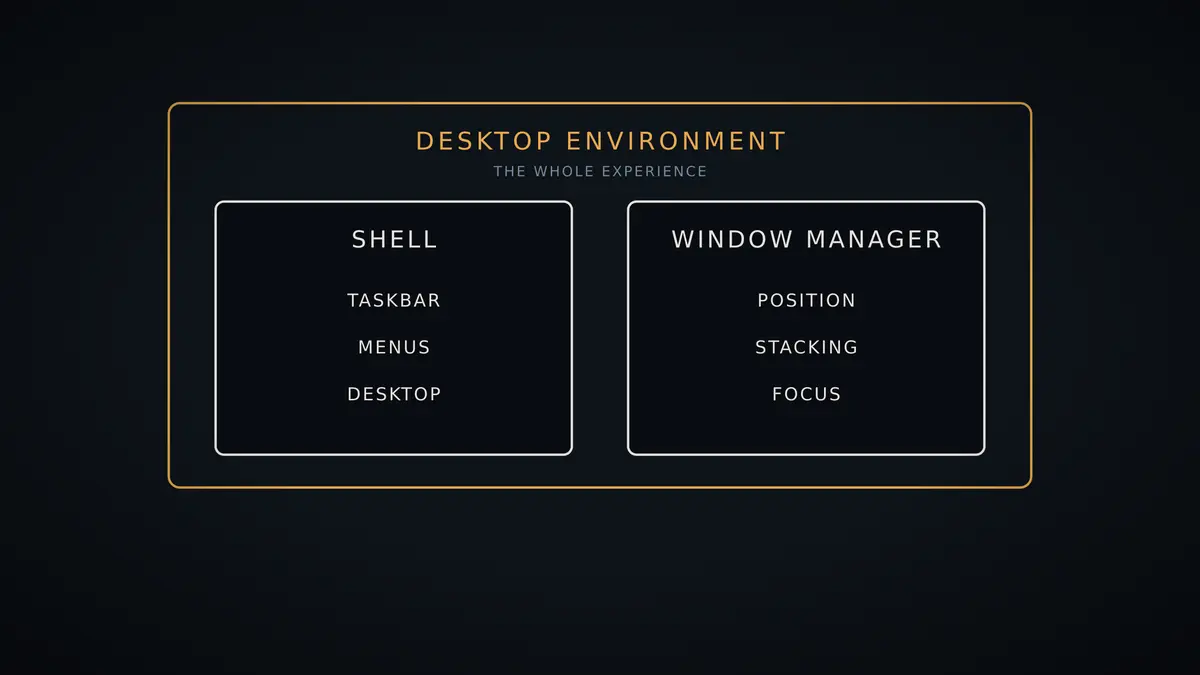 DESKTOP ENVIRONMENT
THE WHOLE EXPERIENCE
SHELL
TASKBAR
MENUS
DESKTOP
WINDOW MANAGER
POSITION
STACKING
FOCUS